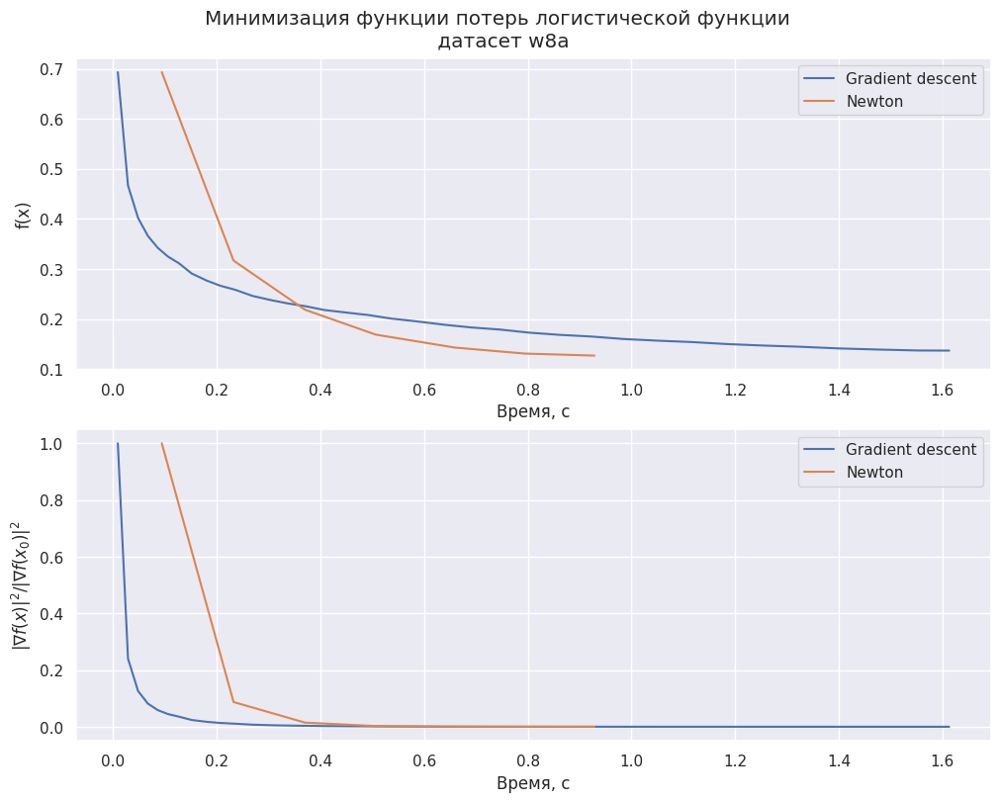 Минимизация функции потерь логистической функции
датасет w8a
0.7
0.6
0.5
0.4
0.3
0.2
0.1
f(x)
Gradient descent
Newton
0.0 0.2 0.4 0.6 0.8 1.0 1.2 1.4 1.6
Время, с
1.0
0.8
0.6
0.4
0.2
0.0
|∇f(x)|²/|∇f(x₀)|²
Gradient descent
Newton
0.0 0.2 0.4 0.6 0.8 1.0 1.2 1.4 1.6
Время, с